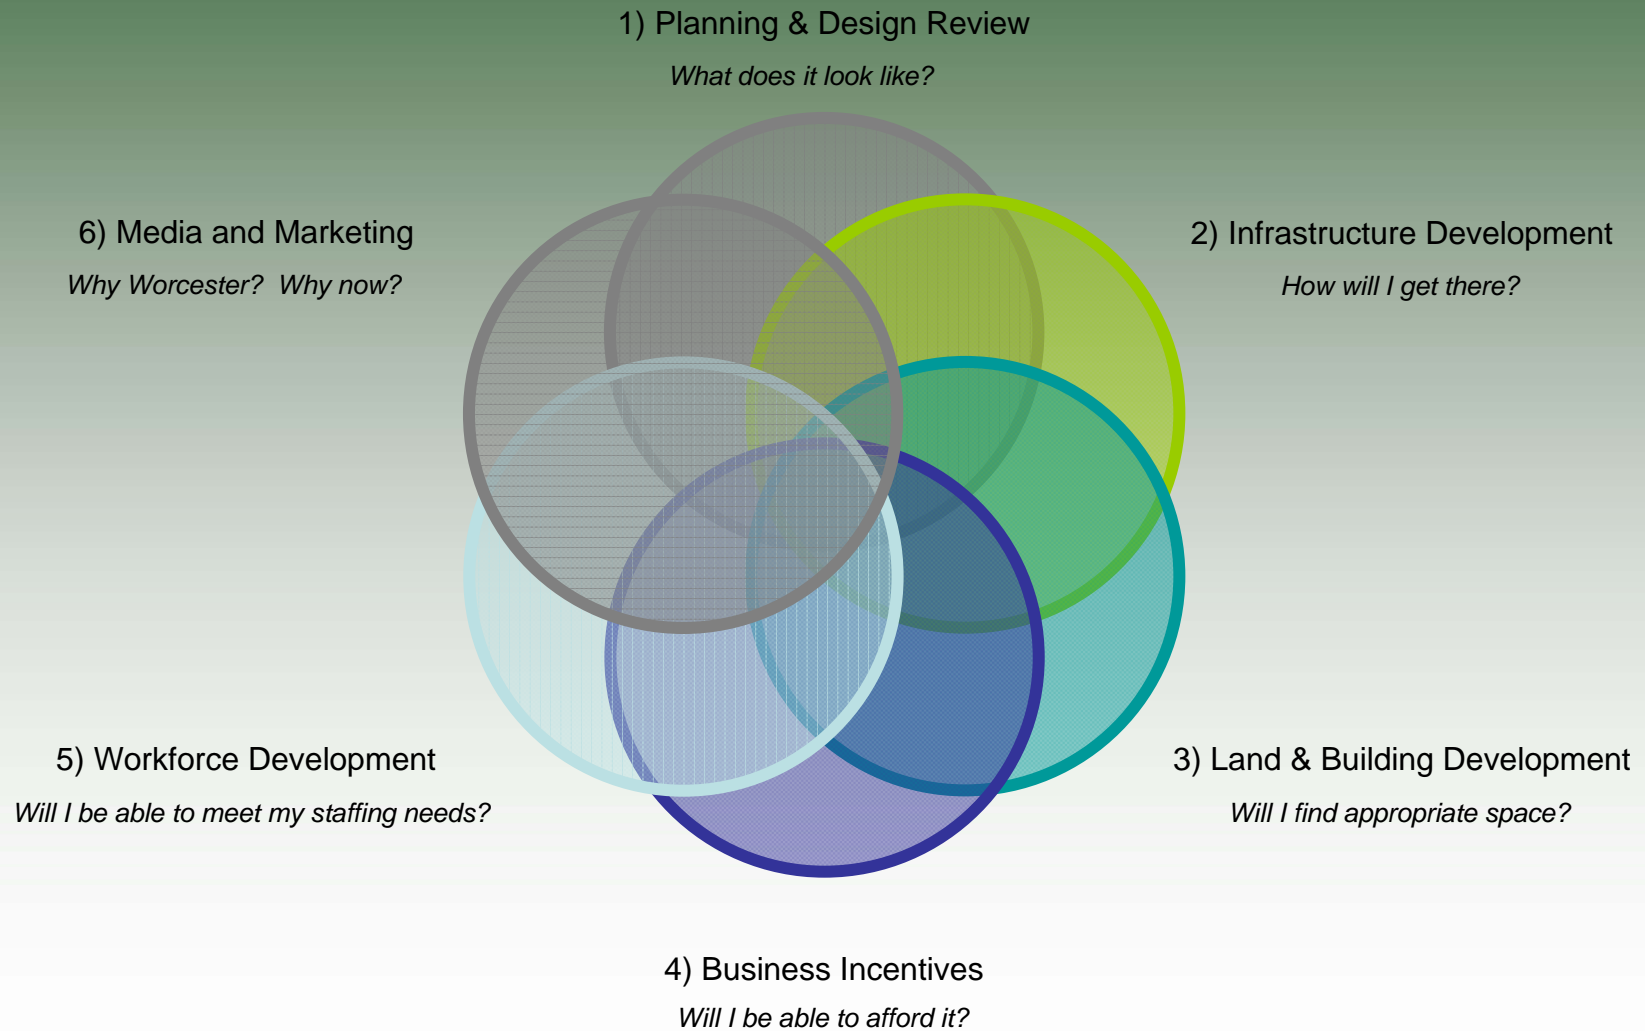 1) Planning & Design Review
What does it look like?
2) Infrastructure Development
How will I get there?
3) Land & Building Development
Will I find appropriate space?
4) Business Incentives
Will I be able to afford it?
5) Workforce Development
Will I be able to meet my staffing needs?
6) Media and Marketing
Why Worcester?  Why now?